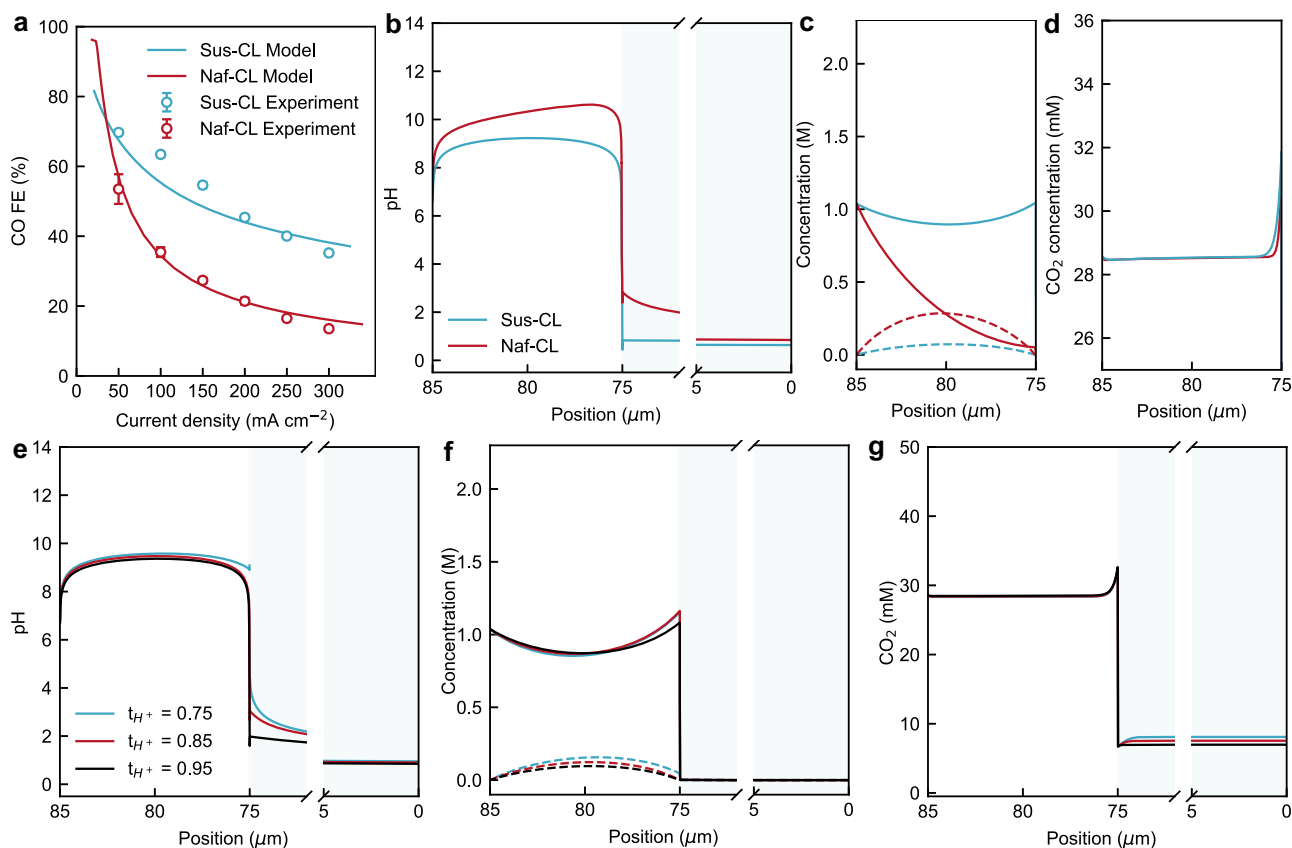 a
100
80
60
40
20
0
CO FE (%)
Sus-CL Model
Naf-CL Model
Sus-CL Experiment
Naf-CL Experiment
50 100 150 200 250 300
Current density (mA cm⁻²)
b
14
12
10
8
6
4
2
0
pH
Sus-CL
Naf-CL
85 80 75 5 0
Position (μm)
c
2.0
1.5
1.0
0.5
0.0
Concentration (M)
85 80 75
Position (μm)
d
36
34
32
30
28
26
CO₂ concentration (mM)
85 80 75
Position (μm)
e
14
12
10
8
6
4
2
0
pH
t_H⁺ = 0.75
t_H⁺ = 0.85
t_H⁺ = 0.95
85 80 75 5 0
Position (μm)
f
2.0
1.5
1.0
0.5
0.0
Concentration (M)
85 80 75 5 0
Position (μm)
g
50
40
30
20
10
0
CO₂ (mM)
85 80 75 5 0
Position (μm)